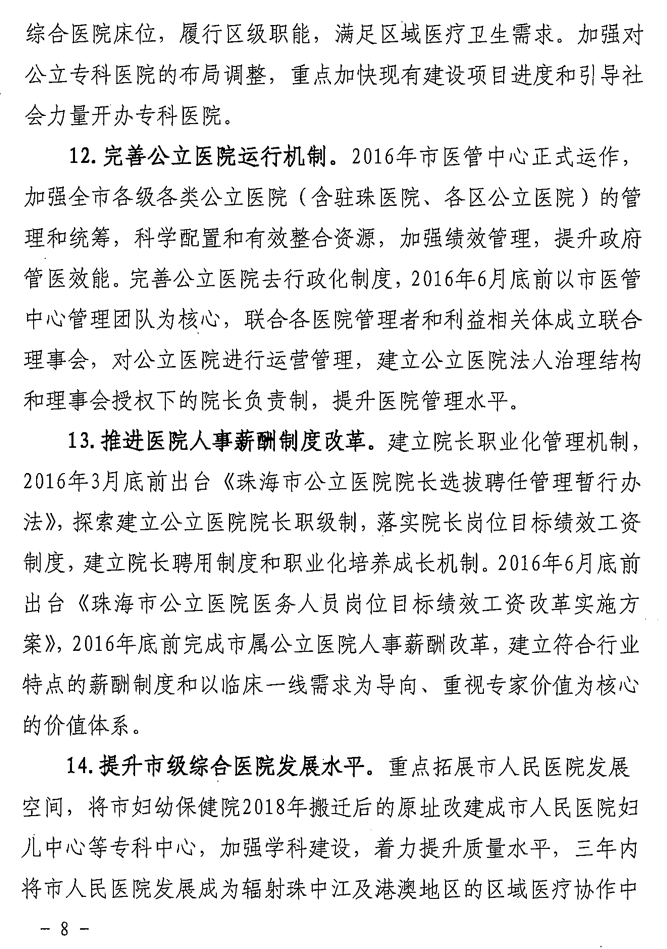 综合医院床位，履行区级职能，满足区域医疗卫生需求。加强对
公立专科医院的布局调整，重点加快现有建设项目进度和引导社
会力量开办专科医院。
12.完善公立医院运行机制。2016年市医管中心正式运作，
加强全市各级各类公立医院（含驻珠医院、各区公立医院）的管
理和统筹，科学配置和有效整合资源，加强绩效管理，提升政府
管医效能。完善公立医院去行政化制度，2016年6月底前以市医管
中心管理团队为核心，联合各医院管理者和利益相关体成立联合
理事会，对公立医院进行运营管理，建立公立医院法人治理结构
和理事会授权下的院长负责制，提升医院管理水平。
13.推进医院人事薪酬制度改革。建立院长职业化管理机制，
2016年3月底前出台《珠海市公立医院院长选拔聘任管理暂行办
法》，探索建立公立医院院长职级制，落实院长岗位目标绩效工资
制度，建立院长聘用制度和职业化培养成长机制。2016年6月底前
出台《珠海市公立医院医务人员岗位目标绩效工资改革实施方
案》，2016年底前完成市属公立医院人事薪酬改革，建立符合行业
特点的薪酬制度和以临床一线需求为导向、重视专家价值为核心
的价值体系。
14.提升市级综合医院发展水平。重点拓展市人民医院发展
空间，将市妇幼保健院2018年搬迁后的原址改建成市人民医院妇
儿中心等专科中心，加强学科建设，着力提升质量水平，三年内
将市人民医院发展成为辐射珠中江及港澳地区的区域医疗协作中
- 8 -